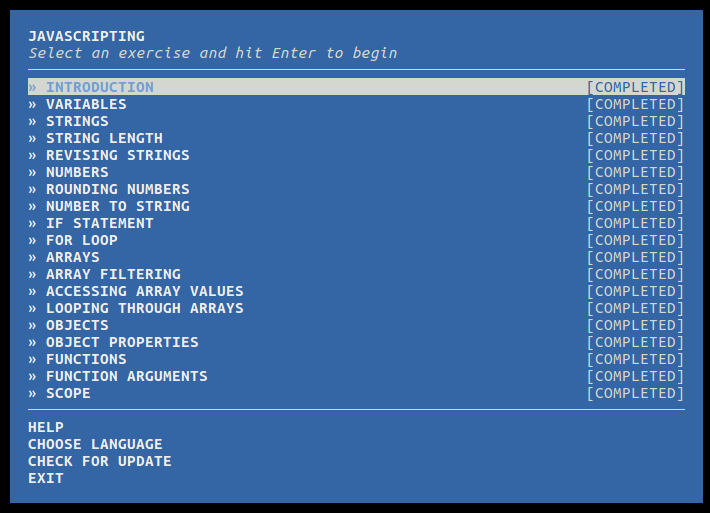 JAVASCRIPTING
Select an exercise and hit Enter to begin
» INTRODUCTION [COMPLETED]
» VARIABLES [COMPLETED]
» STRINGS [COMPLETED]
» STRING LENGTH [COMPLETED]
» REVISING STRINGS [COMPLETED]
» NUMBERS [COMPLETED]
» ROUNDING NUMBERS [COMPLETED]
» NUMBER TO STRING [COMPLETED]
» IF STATEMENT [COMPLETED]
» FOR LOOP [COMPLETED]
» ARRAYS [COMPLETED]
» ARRAY FILTERING [COMPLETED]
» ACCESSING ARRAY VALUES [COMPLETED]
» LOOPING THROUGH ARRAYS [COMPLETED]
» OBJECTS [COMPLETED]
» OBJECT PROPERTIES [COMPLETED]
» FUNCTIONS [COMPLETED]
» FUNCTION ARGUMENTS [COMPLETED]
» SCOPE [COMPLETED]
HELP
CHOOSE LANGUAGE
CHECK FOR UPDATE
EXIT